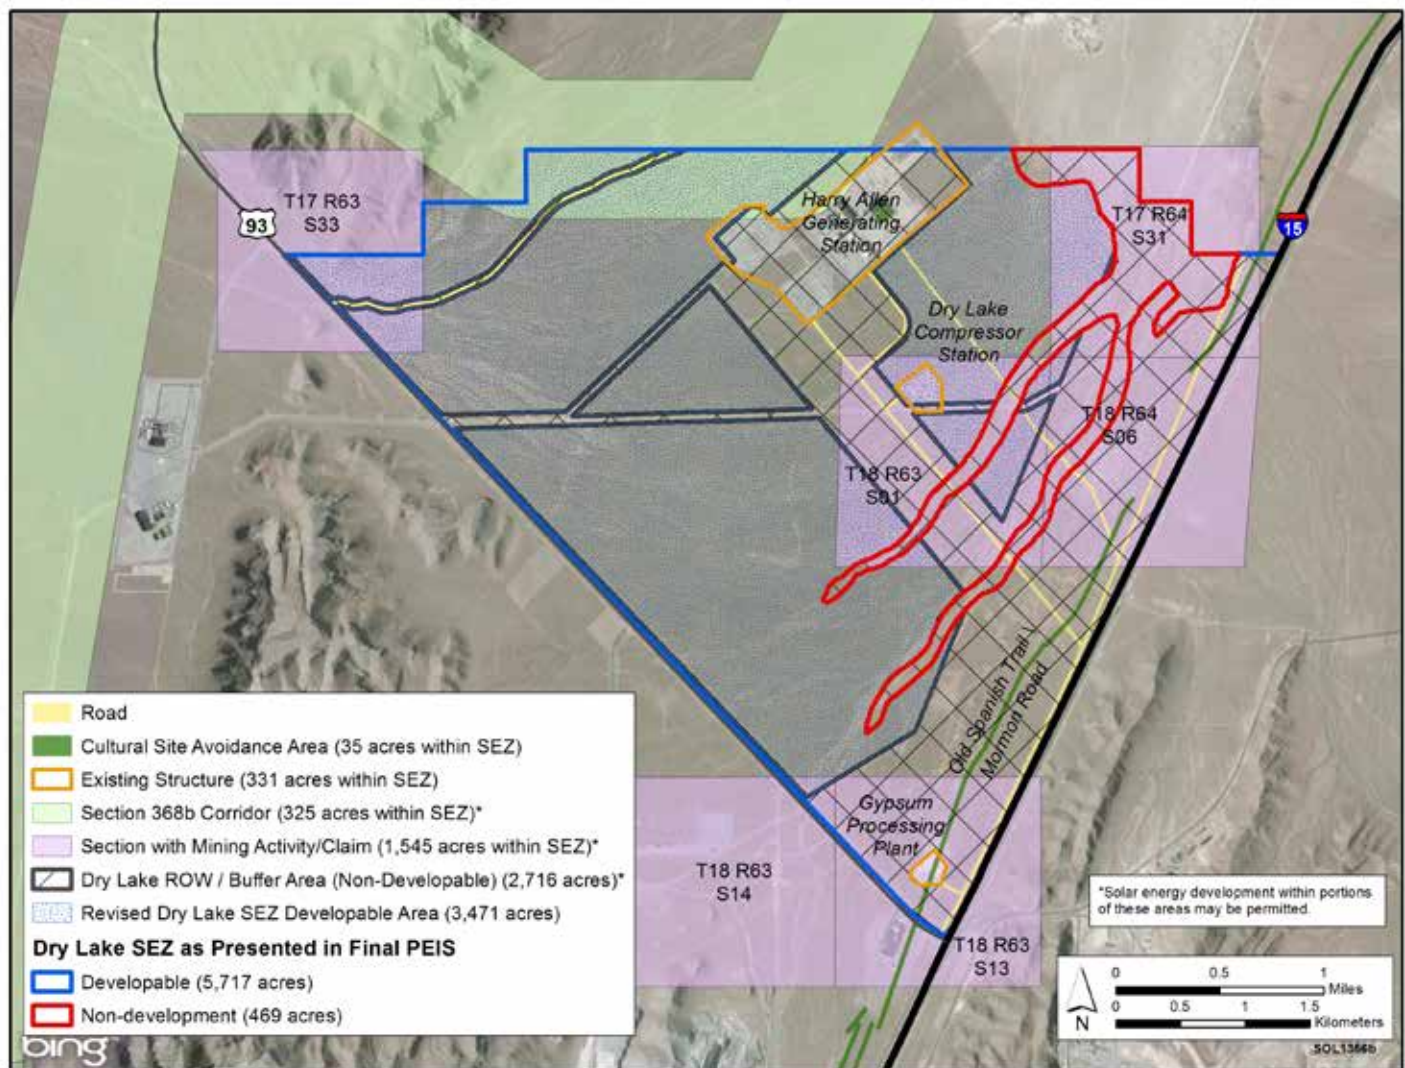 T17 R63
S33
93
Harry Allen
Generating
Station
T17 R64
S31
15
Dry Lake
Compressor
Station
T18 R64
S06
T18 R63
S01
Old Spanish Trail \
Mormon Road
Gypsum
Processing
Plant
T18 R63
S14
T18 R63
S13
Road
Cultural Site Avoidance Area (35 acres within SEZ)
Existing Structure (331 acres within SEZ)
Section 368b Corridor (325 acres within SEZ)*
Section with Mining Activity/Claim (1,545 acres within SEZ)*
Dry Lake ROW / Buffer Area (Non-Developable) (2,716 acres)*
Revised Dry Lake SEZ Developable Area (3,471 acres)
Dry Lake SEZ as Presented in Final PEIS
Developable (5,717 acres)
Non-development (469 acres)
bing
*Solar energy development within portions
of these areas may be permitted.
0 0.5 1
Miles
0 0.5 1 1.5
Kilometers
N
SOL1366b